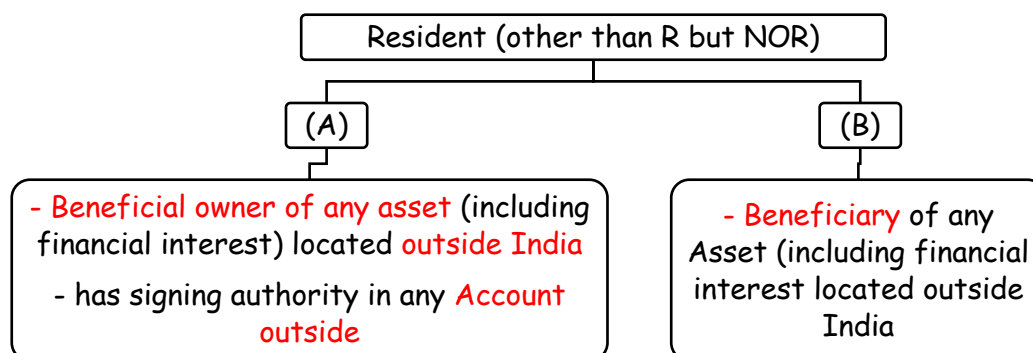 Resident (other than R but NOR)
(A)
(B)
- Beneficial owner of any asset (including
financial interest) located outside India
- has signing authority in any Account
outside
- Beneficiary of any
Asset (including financial
interest located outside
India